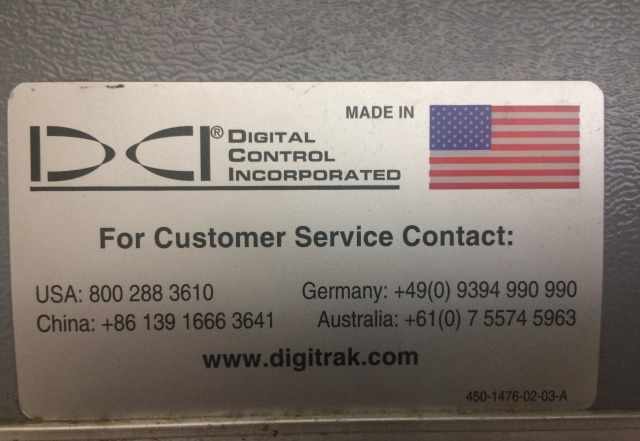 MADE IN
DCI® DIGITAL
CONTROL
INCORPORATED
For Customer Service Contact:
USA: 800 288 3610 Germany: +49(0) 9394 990 990
China: +86 139 1666 3641 Australia: +61(0) 7 5574 5963
www.digitrak.com
450-1476-02-03-A